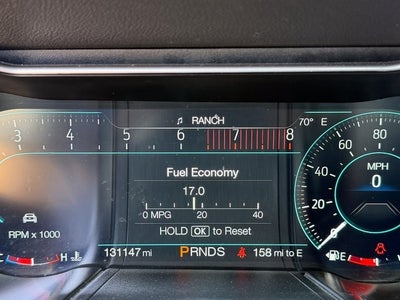 ♫ RANCH
70° E
3 4 5 6 7 8
60 80
40
20
0
MPH
0
Fuel Economy
17.0
0 MPG 20 40
HOLD OK to Reset
RPM x 1000
C H
131147 mi PRNDS 158 mi to E
E F